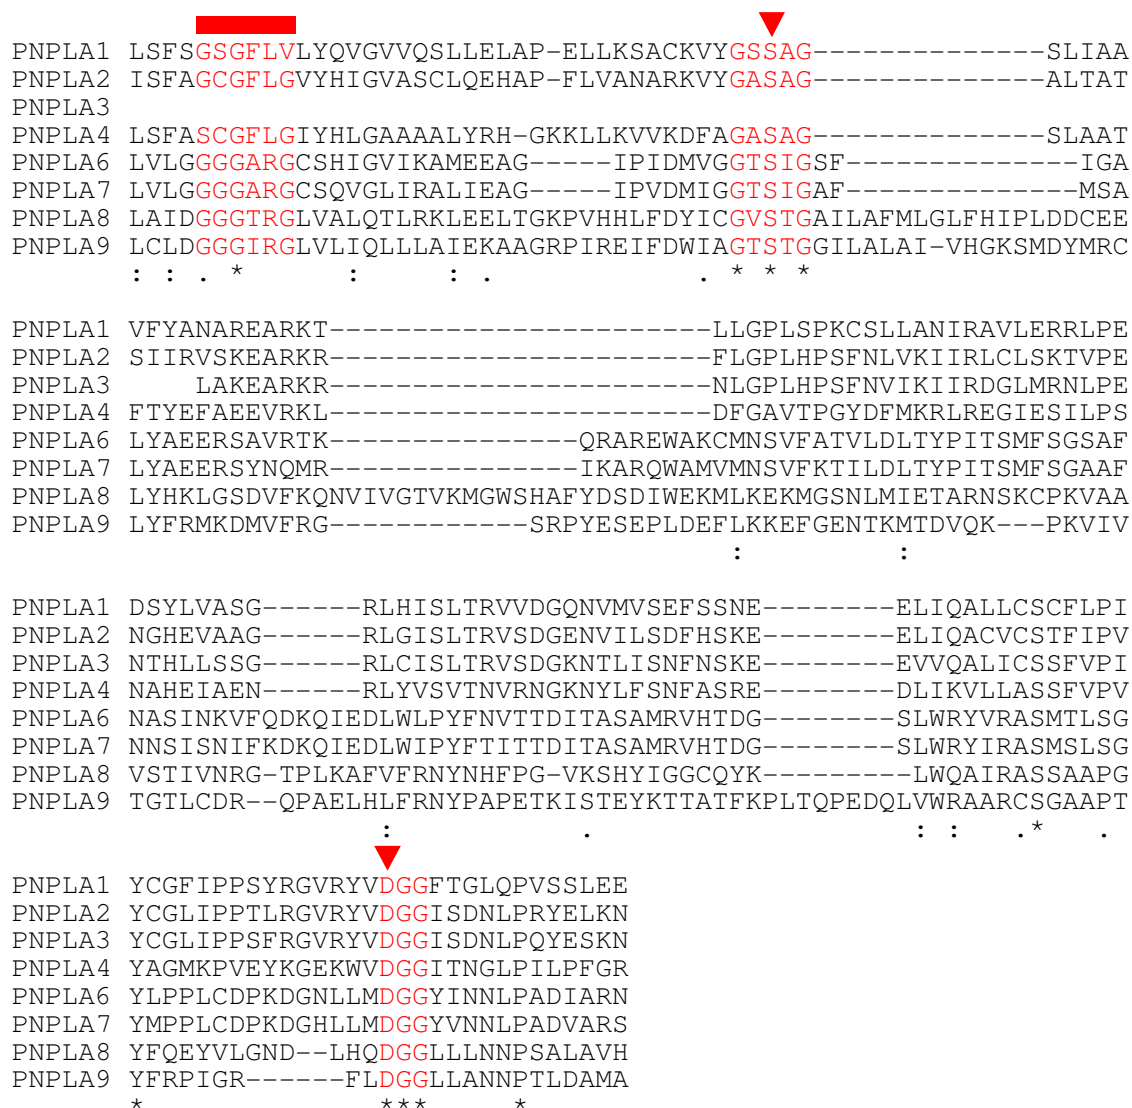 PNPLA1 LSFSGSGFLVLYQVGVVQSLLELAP-ELLKSACKVYGSSAG-------------SLIAA
PNPLA2 ISFAGCGFLGVYHIGVASCLQEHAP-FLVANARKVYGASAG-------------ALTAT
PNPLA3
PNPLA4 LSFASCGFLGIYHLGAAAALYRH-GKKLLKVVKDFAGASAG-------------SLAAT
PNPLA6 LVLGGGGARGCSHIGVIKAMEEAG-----IPIDMVGGTSIGSF-------------IGA
PNPLA7 LVLGGGGARGCSQVGLIRALIEAG-----IPVDMIGGTSIGAF-------------MSA
PNPLA8 LAIDGGGTRGLVALQTLRKLEELTGKPVHHLFDYICGVSTGAILAFMLGLFHIPLDDCEE
PNPLA9 LCLDGGGIRGLVLIQLLLAIEKAAGRPIREIFDWIAGTSTGGILALAI-VHGKSMDYMRC
: : . * : : . . * * *
PNPLA1 VFYANAREARKT-----------------------LLGPLSPKCSLLANIRAVLERRLPE
PNPLA2 SIIRVSKEARKR-----------------------FLGPLHPSFNLVKIIRLCLSKTVPE
PNPLA3 LAKEARKR-----------------------NLGPLHPSFNVIKIIRDGLMRNLPE
PNPLA4 FTYEFAEEVRKL-----------------------DFGAVTPGYDFMKRLREGIESILPS
PNPLA6 LYAEERSAVRTK---------------QRAREWAKCMNSVFATVLDLTYPITSMFSGSAF
PNPLA7 LYAEERSYNQMR---------------IKARQWAMVMNSVFKTILDLTYPITSMFSGAAF
PNPLA8 LYHKLGSDVFKQNVIVGTVKMGWSHAFYDSDIWEKMLKEKMGSNLMIETARNSKCPKVAA
PNPLA9 LYFRMKDMVFRG------------SRPYESEPLDEFLKKEFGENTKMTDVQK---PKVIV
: :
PNPLA1 DSYLVASG------RLHISLTRVVDGQNVMVSEFSSNE--------ELIQALLCSCFLPI
PNPLA2 NGHEVAAG------RLGISLTRVSDGENVILSDFHSKE--------ELIQACVCSTFIPV
PNPLA3 NTHLLSSG------RLCISLTRVSDGKNTLISNFNSKE--------EVVQALICSSFVPI
PNPLA4 NAHEIAEN------RLYVSVTNVRNGKNYLFSNFASRE--------DLIKVLLASSFVPV
PNPLA6 NASINKVFQDKQIEDLWLPYFNVTTDITASAMRVHTDG--------SLWRYVRASMTLSG
PNPLA7 NNSISNIFKDKQIEDLWIPYFTITTDITASAMRVHTDG--------SLWRYIRASMSLSG
PNPLA8 VSTIVNRG-TPLKAFVFRNYNHFPG-VKSHYIGGCQYK---------LWQAIRASSAAPG
PNPLA9 TGTLCDR--QPAELHLFRNYPAPETKISTEYKTTATFKPLTQPEDQLVWRAARCSGAAPT
: . : : .* .
PNPLA1 YCGFIPPSYRGVRYVDGGFTGLQPVSSLEE
PNPLA2 YCGLIPPTLRGVRYVDGGISDNLPRYELKN
PNPLA3 YCGLIPPSFRGVRYVDGGISDNLPQYESKN
PNPLA4 YAGMKPVEYKGEKWVDGGITNGLPILPFGR
PNPLA6 YLPPLCDPKDGNLLMDGGYINNLPADIARN
PNPLA7 YMPPLCDPKDGHLLMDGGYVNNLPADVARS
PNPLA8 YFQEYVLGND--LHQDGGLLLNNPSALAVH
PNPLA9 YFRPIGR------FLDGGLLANNPTLDAMA
* *** *